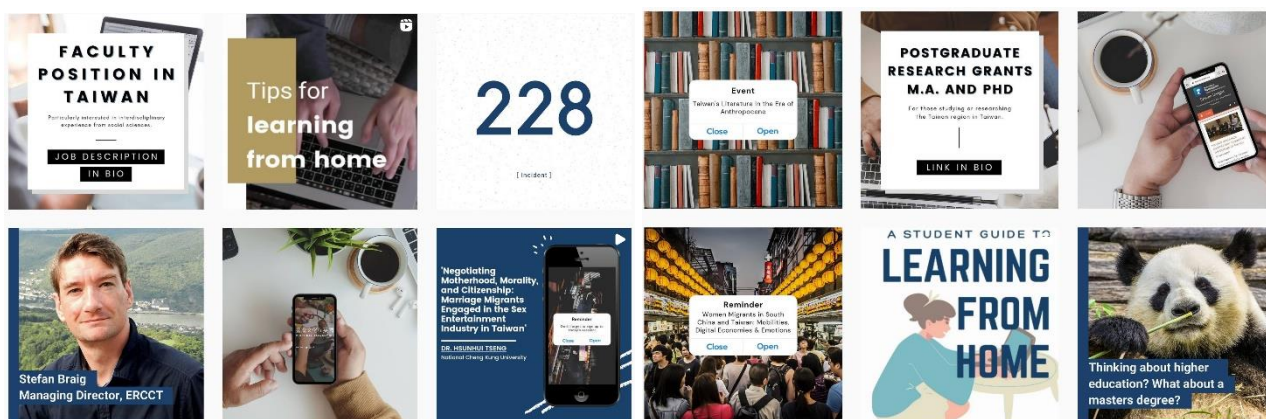 FACULTY
POSITION IN
TAIWAN
Particularly interested in interdisciplinary
experience from social sciences.
JOB DESCRIPTION
IN BIO
Tips for
learning
from home
228
[ incident ]
Event
Taiwan's Literature in the Era of
Anthropocene
Close Open
POSTGRADUATE
RESEARCH GRANTS
M.A. AND PHD
For those studying or researching
the Taiwan region in Taiwan.
LINK IN BIO
Stefan Braig
Managing Director, ERCCT
'Negotiating
Motherhood, Morality,
and Citizenship:
Marriage Migrants
Engaged in the Sex
Entertainment
Industry in Taiwan'
DR. HSUNHUI TSENG
National Cheng Kung University
Reminder
Close Open
Reminder
Women Migrants in South
China and Taiwan: Mobilities,
Digital Economies & Emotions
Close Open
A STUDENT GUIDE TO
LEARNING
FROM
HOME
Thinking about higher
education? What about a
masters degree?